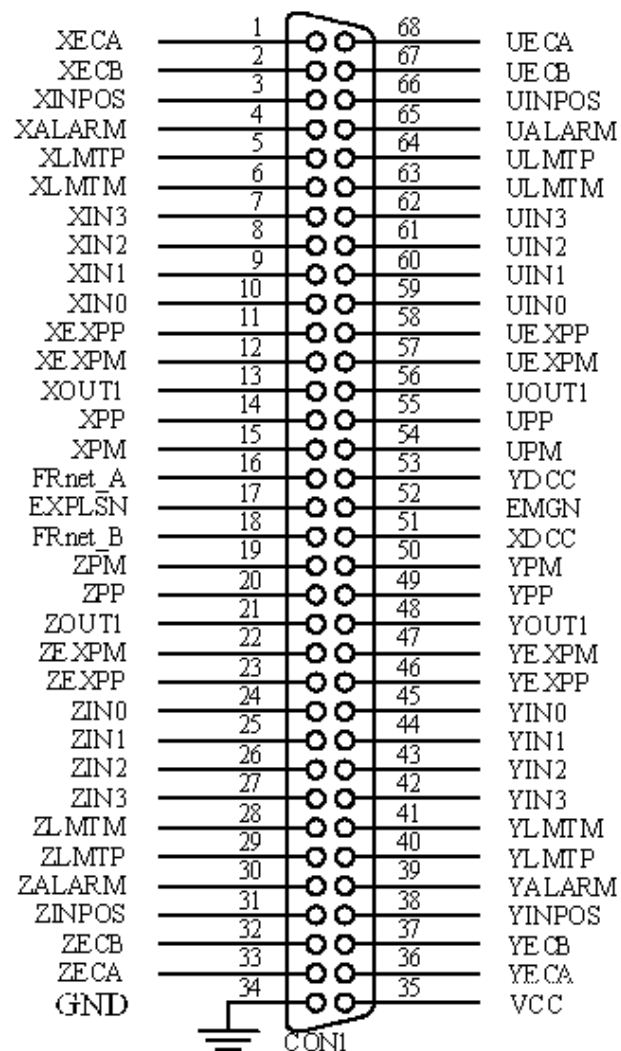 XECA 1 68 UECA
XECB 2 67 UECB
XINPOS 3 66 UINPOS
XALARM 4 65 UALARM
XLMTP 5 64 ULMTP
XLMTM 6 63 ULMTM
XIN3 7 62 UIN3
XIN2 8 61 UIN2
XIN1 9 60 UIN1
XIN0 10 59 UIN0
XEXPP 11 58 UEXPP
XEXPM 12 57 UEXPM
XOUT1 13 56 UOUT1
XPP 14 55 UPP
XPM 15 54 UPM
FRnet_A 16 53 YDCC
EXPLSN 17 52 EMGN
FRnet_B 18 51 XDCC
ZPM 19 50 YPM
ZPP 20 49 YPP
ZOUT1 21 48 YOUT1
ZEXPM 22 47 YEXPM
ZEXPP 23 46 YEXPP
ZIN0 24 45 YIN0
ZIN1 25 44 YIN1
ZIN2 26 43 YIN2
ZIN3 27 42 YIN3
ZLMTM 28 41 YLMTM
ZLMTP 29 40 YLMTP
ZALARM 30 39 YALARM
ZINPOS 31 38 YINPOS
ZECB 32 37 YECB
ZECA 33 36 YECA
GND 34 35 VCC
CON1